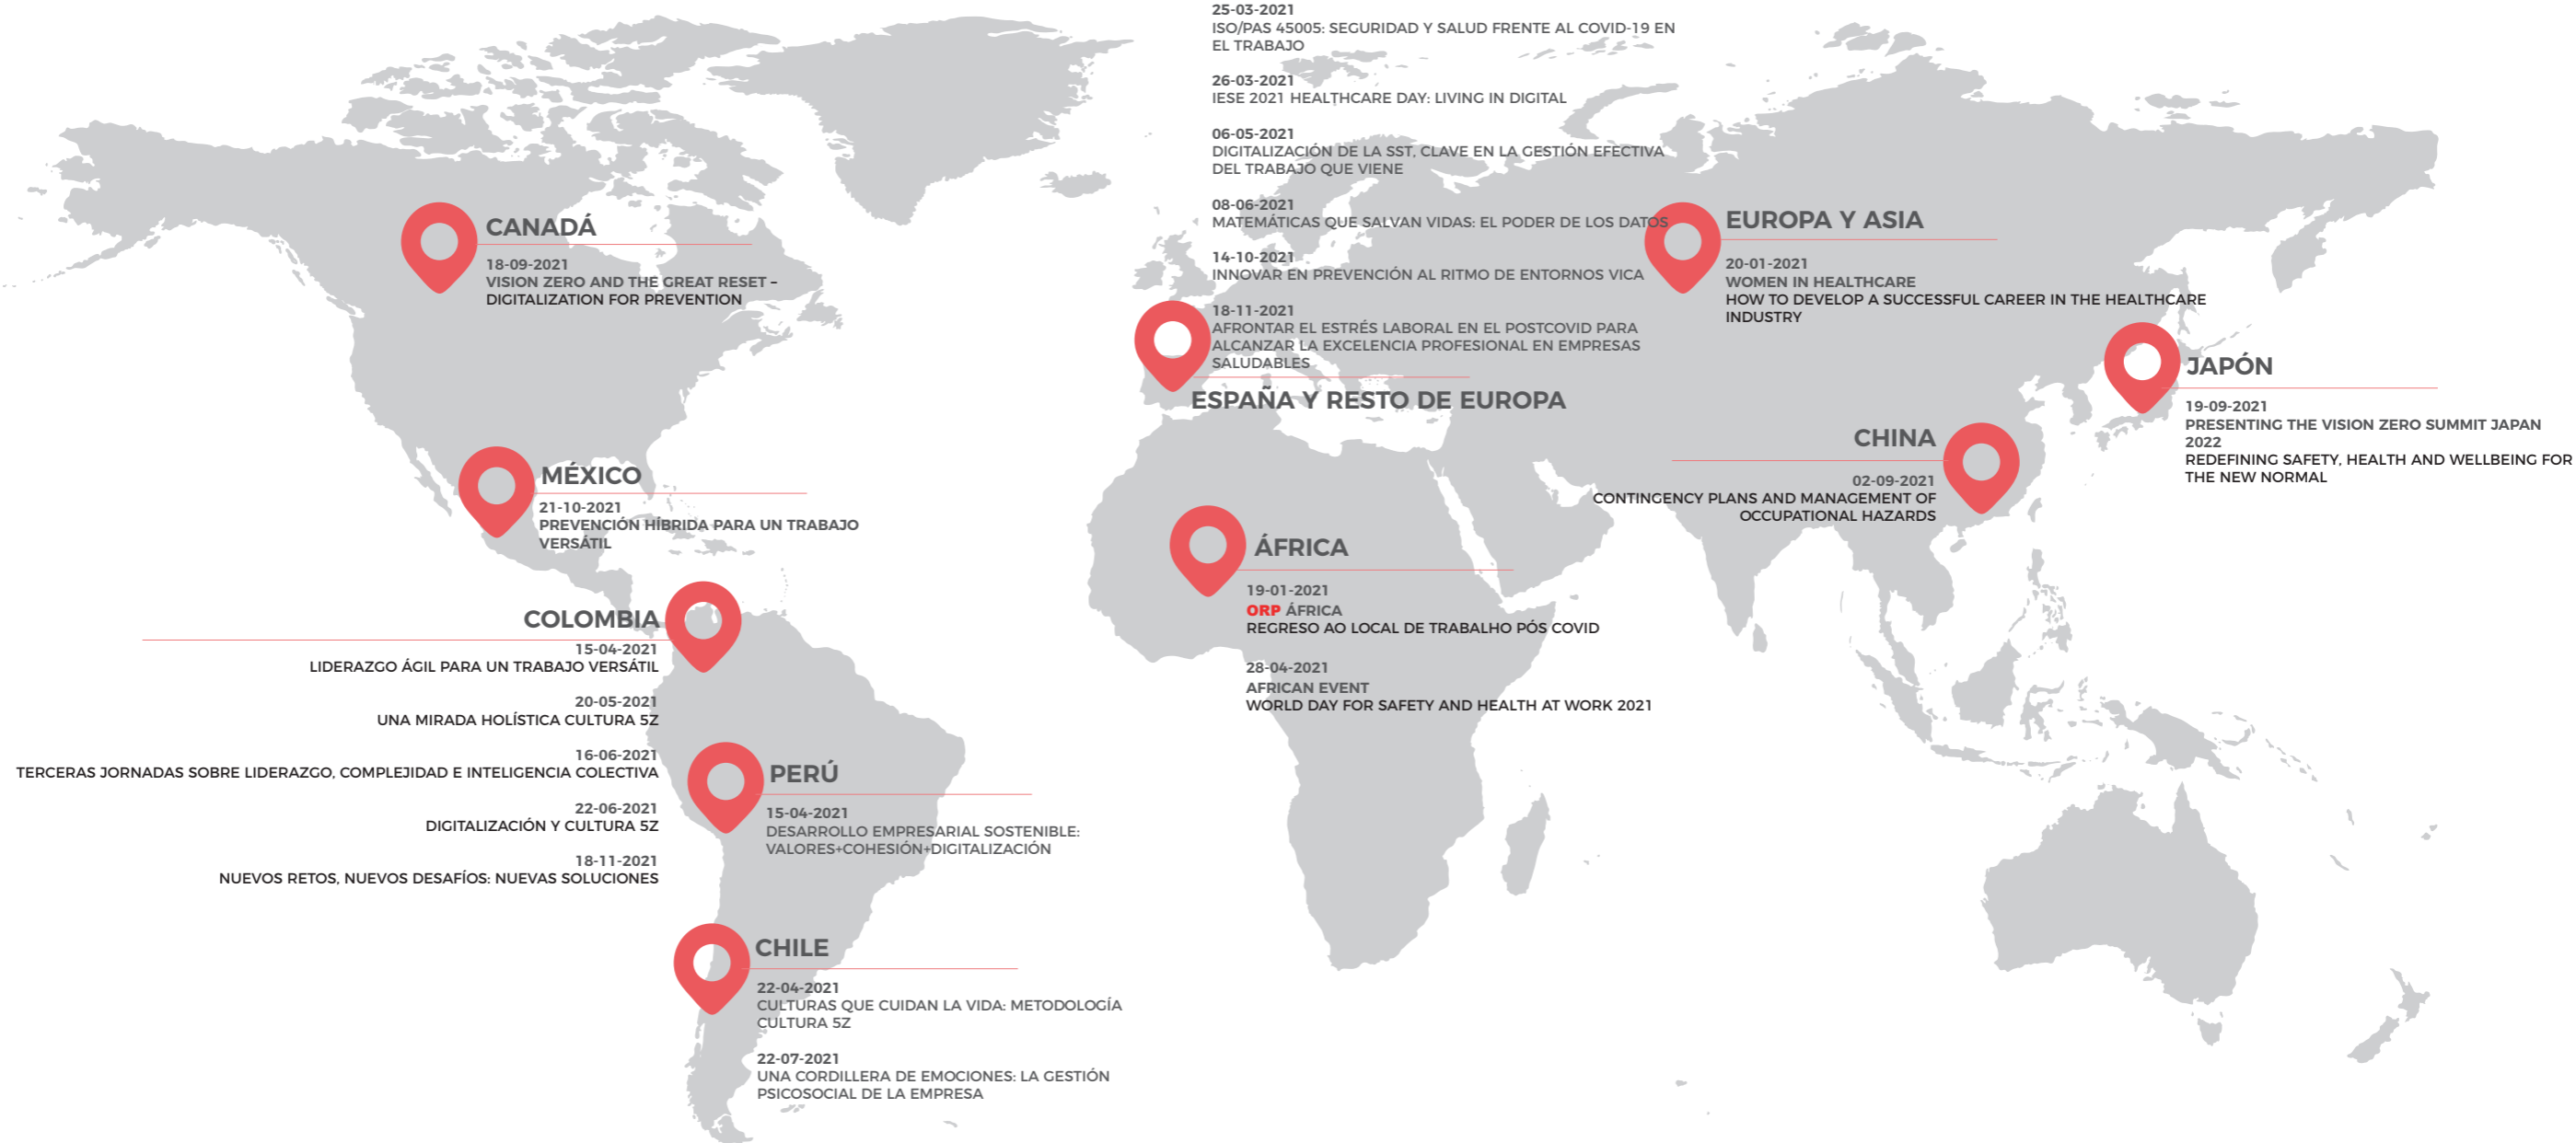 CANADÁ
18-09-2021
VISION ZERO AND THE GREAT RESET –
DIGITALIZATION FOR PREVENTION
MÉXICO
21-10-2021
PREVENCIÓN HÍBRIDA PARA UN TRABAJO
VERSÁTIL
COLOMBIA
15-04-2021
LIDERAZGO ÁGIL PARA UN TRABAJO VERSÁTIL
20-05-2021
UNA MIRADA HOLÍSTICA CULTURA 5Z
16-06-2021
TERCERAS JORNADAS SOBRE LIDERAZGO, COMPLEJIDAD E INTELIGENCIA COLECTIVA
22-06-2021
DIGITALIZACIÓN Y CULTURA 5Z
18-11-2021
NUEVOS RETOS, NUEVOS DESAFÍOS: NUEVAS SOLUCIONES
PERÚ
15-04-2021
DESARROLLO EMPRESARIAL SOSTENIBLE:
VALORES+COHESIÓN+DIGITALIZACIÓN
CHILE
22-04-2021
CULTURAS QUE CUIDAN LA VIDA: METODOLOGÍA
CULTURA 5Z
22-07-2021
UNA CORDILLERA DE EMOCIONES: LA GESTIÓN
PSICOSOCIAL DE LA EMPRESA
25-03-2021
ISO/PAS 45005: SEGURIDAD Y SALUD FRENTE AL COVID-19 EN
EL TRABAJO
26-03-2021
IESE 2021 HEALTHCARE DAY: LIVING IN DIGITAL
06-05-2021
DIGITALIZACIÓN DE LA SST, CLAVE EN LA GESTIÓN EFECTIVA
DEL TRABAJO QUE VIENE
08-06-2021
MATEMÁTICAS QUE SALVAN VIDAS: EL PODER DE LOS DATOS
14-10-2021
INNOVAR EN PREVENCIÓN AL RITMO DE ENTORNOS VICA
18-11-2021
AFRONTAR EL ESTRÉS LABORAL EN EL POSTCOVID PARA
ALCANZAR LA EXCELENCIA PROFESIONAL EN EMPRESAS
SALUDABLES
ESPAÑA Y RESTO DE EUROPA
ÁFRICA
19-01-2021
ORP ÁFRICA
REGRESO AO LOCAL DE TRABALHO PÓS COVID
28-04-2021
AFRICAN EVENT
WORLD DAY FOR SAFETY AND HEALTH AT WORK 2021
EUROPA Y ASIA
20-01-2021
WOMEN IN HEALTHCARE
HOW TO DEVELOP A SUCCESSFUL CAREER IN THE HEALTHCARE
INDUSTRY
CHINA
02-09-2021
CONTINGENCY PLANS AND MANAGEMENT OF
OCCUPATIONAL HAZARDS
JAPÓN
19-09-2021
PRESENTING THE VISION ZERO SUMMIT JAPAN
2022
REDEFINING SAFETY, HEALTH AND WELLBEING FOR
THE NEW NORMAL